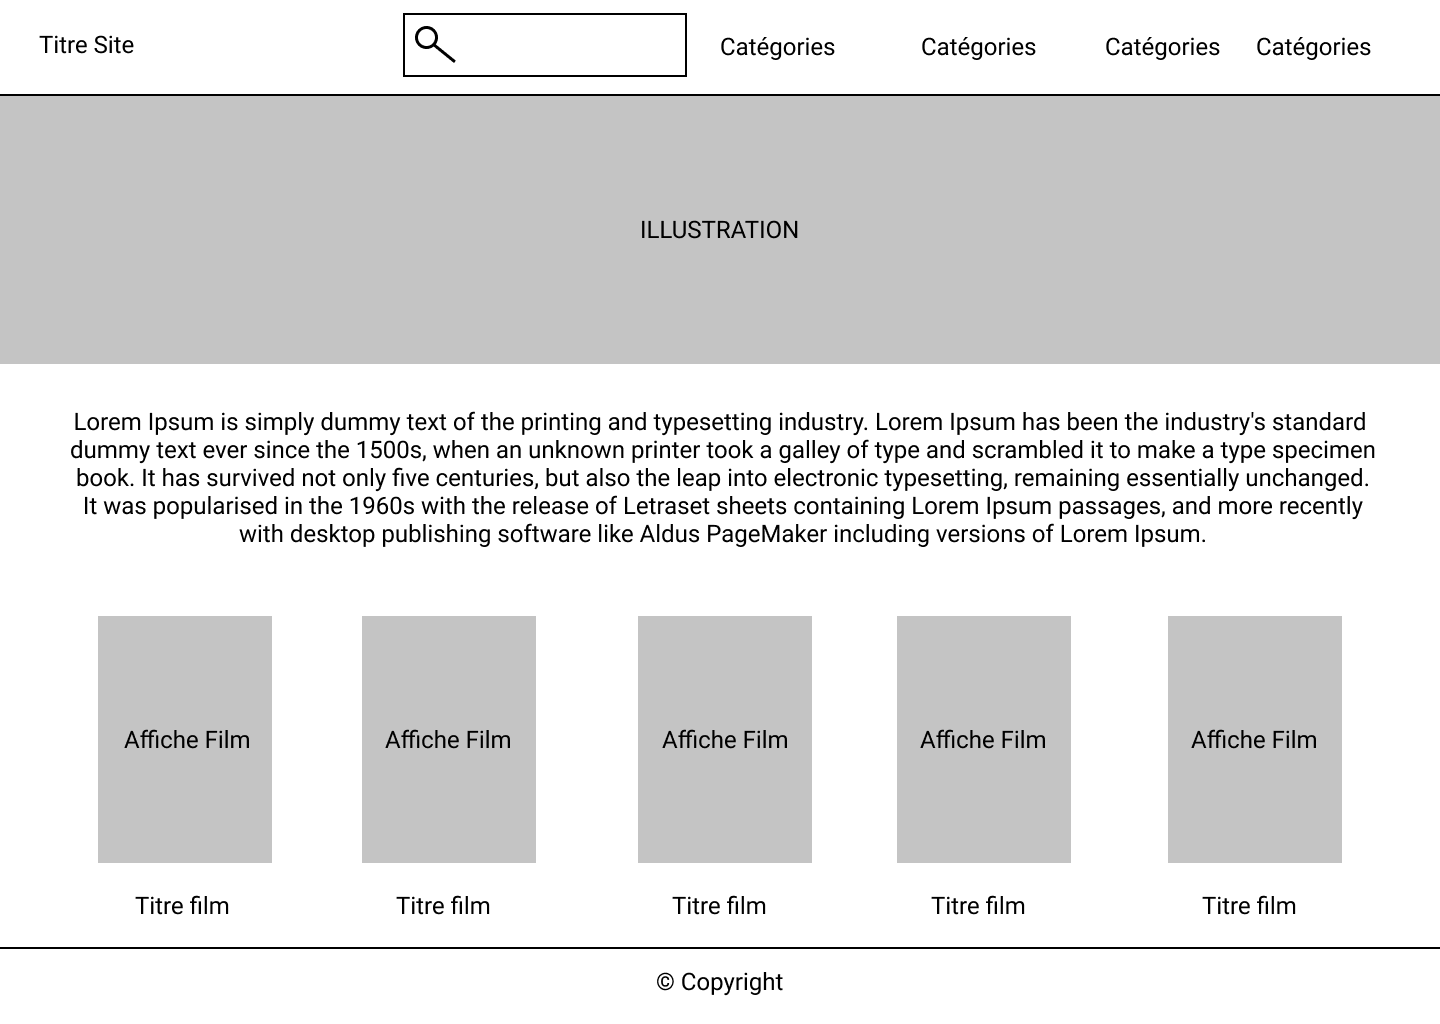 Titre Site
Catégories
Catégories
Catégories
Catégories
ILLUSTRATION
Lorem Ipsum is simply dummy text of the printing and typesetting industry. Lorem Ipsum has been the industry's standard
dummy text ever since the 1500s, when an unknown printer took a galley of type and scrambled it to make a type specimen
book. It has survived not only five centuries, but also the leap into electronic typesetting, remaining essentially unchanged.
It was popularised in the 1960s with the release of Letraset sheets containing Lorem Ipsum passages, and more recently
with desktop publishing software like Aldus PageMaker including versions of Lorem Ipsum.
Affiche Film
Affiche Film
Affiche Film
Affiche Film
Affiche Film
Titre film
Titre film
Titre film
Titre film
Titre film
© Copyright